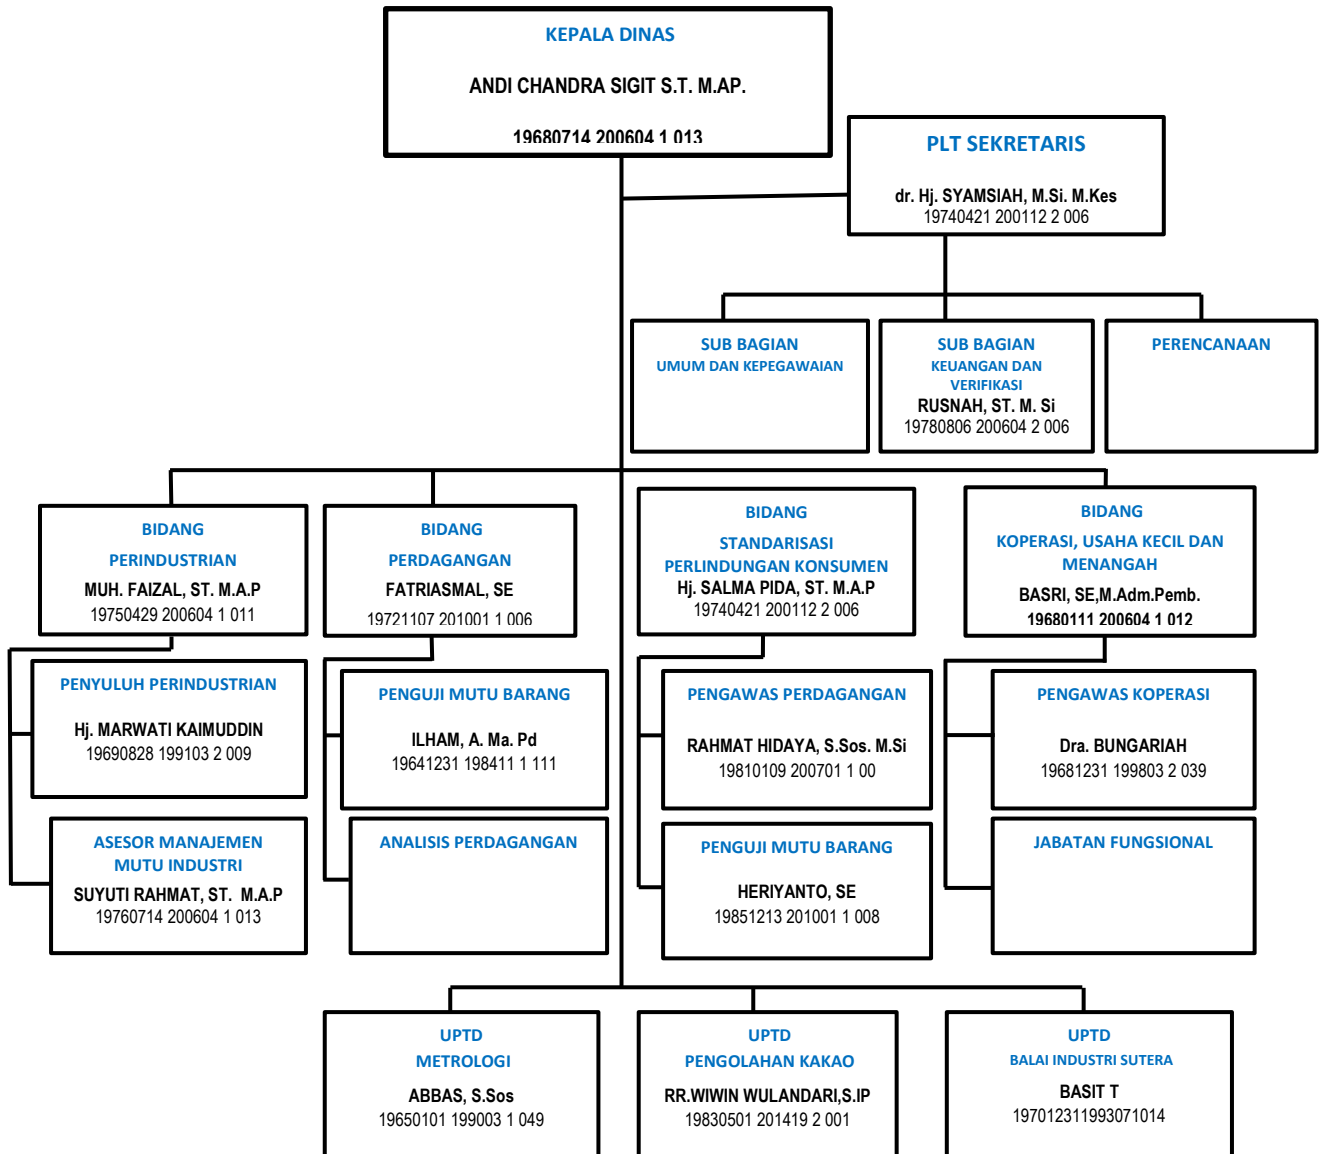 KEPALA DINAS
ANDI CHANDRA SIGIT S.T. M.AP.
19680714 200604 1 013
PLT SEKRETARIS
dr. Hj. SYAMSIAH, M.Si. M.Kes
19740421 200112 2 006
SUB BAGIAN
UMUM DAN KEPEGAWAIAN
SUB BAGIAN
KEUANGAN DAN
VERIFIKASI
RUSNAH, ST. M. Si
19780806 200604 2 006
PERENCANAAN
BIDANG
PERINDUSTRIAN
MUH. FAIZAL, ST. M.A.P
19750429 200604 1 011
BIDANG
PERDAGANGAN
FATRIASMAL, SE
19721107 201001 1 006
BIDANG
STANDARISASI
PERLINDUNGAN KONSUMEN
Hj. SALMA PIDA, ST. M.A.P
19740421 200112 2 006
BIDANG
KOPERASI, USAHA KECIL DAN
MENANGAH
BASRI, SE,M.Adm.Pemb.
19680111 200604 1 012
PENYULUH PERINDUSTRIAN
Hj. MARWATI KAIMUDDIN
19690828 199103 2 009
PENGUJI MUTU BARANG
ILHAM, A. Ma. Pd
19641231 198411 1 111
PENGAWAS PERDAGANGAN
RAHMAT HIDAYA, S.Sos. M.Si
19810109 200701 1 00
PENGAWAS KOPERASI
Dra. BUNGARIAH
19681231 199803 2 039
ASESOR MANAJEMEN
MUTU INDUSTRI
SUYUTI RAHMAT, ST.  M.A.P
19760714 200604 1 013
ANALISIS PERDAGANGAN
PENGUJI MUTU BARANG
HERIYANTO, SE
19851213 201001 1 008
JABATAN FUNGSIONAL
UPTD
METROLOGI
ABBAS, S.Sos
19650101 199003 1 049
UPTD
PENGOLAHAN KAKAO
RR.WIWIN WULANDARI,S.IP
19830501 201419 2 001
UPTD
BALAI INDUSTRI SUTERA
BASIT T
197012311993071014